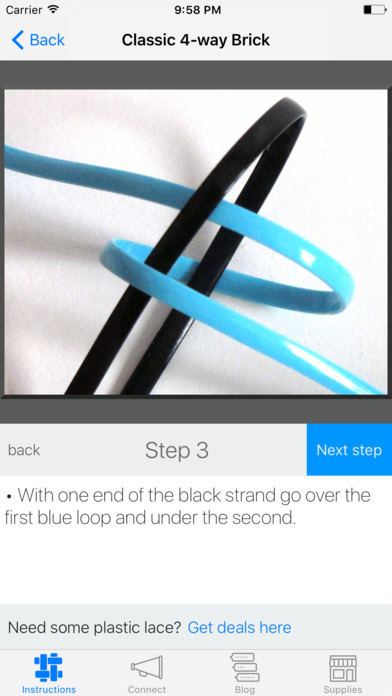 Carrier 9:58 PM
Back Classic 4-way Brick
back Step 3 Next step
• With one end of the black strand go over the
first blue loop and under the second.
Need some plastic lace? Get deals here
Instructions Connect Blog Supplies